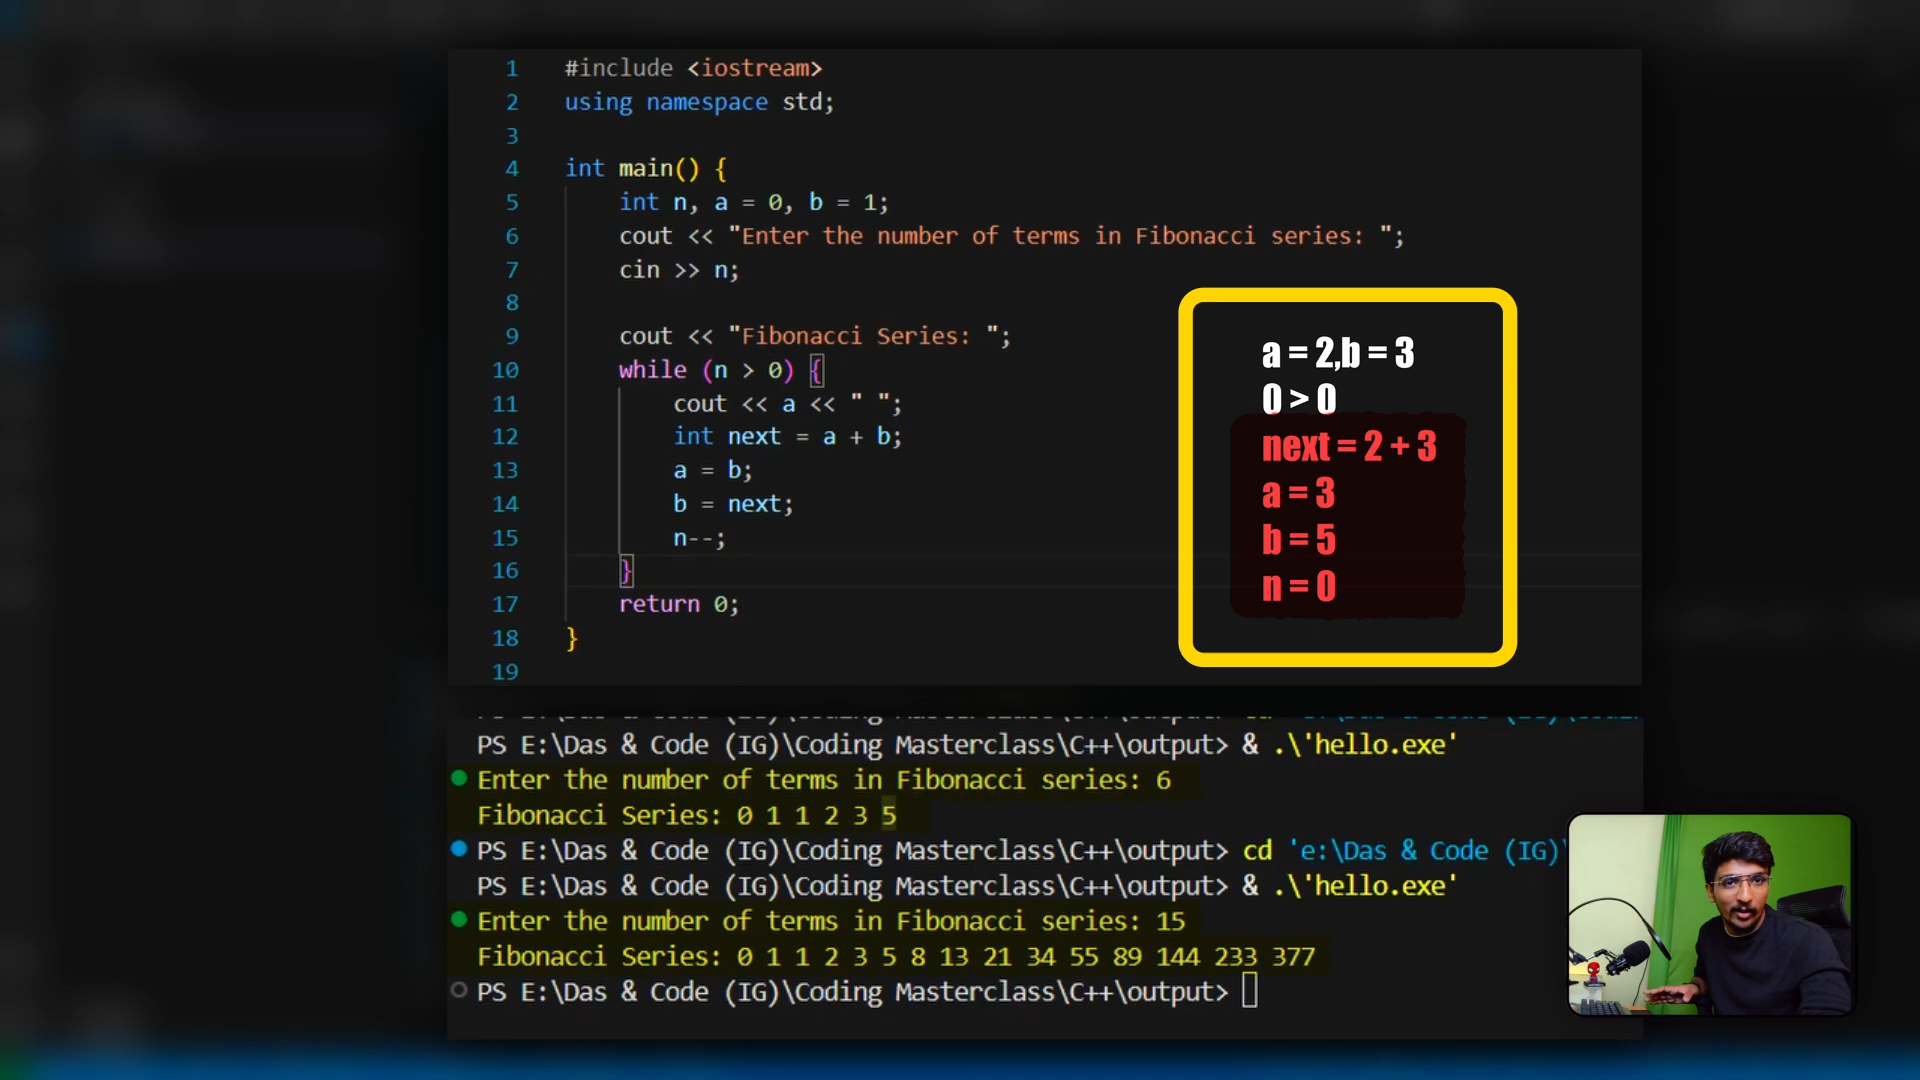 1 #include <iostream>
2 using namespace std;
3
4 int main() {
5 int n, a = 0, b = 1;
6 cout << "Enter the number of terms in Fibonacci series: ";
7 cin >> n;
8
9 cout << "Fibonacci Series: ";
10 while (n > 0) {
11 cout << a << " ";
12 int next = a + b;
13 a = b;
14 b = next;
15 n--;
16 }
17 return 0;
18 }
19
a = 2,b = 3
0 > 0
next = 2 + 3
a = 3
b = 5
n = 0
PS E:\Das & Code (IG)\Coding Masterclass\C++\output> & .\'hello.exe'
Enter the number of terms in Fibonacci series: 6
Fibonacci Series: 0 1 1 2 3 5
PS E:\Das & Code (IG)\Coding Masterclass\C++\output> cd 'e:\Das & Code (IG)\
PS E:\Das & Code (IG)\Coding Masterclass\C++\output> & .\'hello.exe'
Enter the number of terms in Fibonacci series: 15
Fibonacci Series: 0 1 1 2 3 5 8 13 21 34 55 89 144 233 377
PS E:\Das & Code (IG)\Coding Masterclass\C++\output>